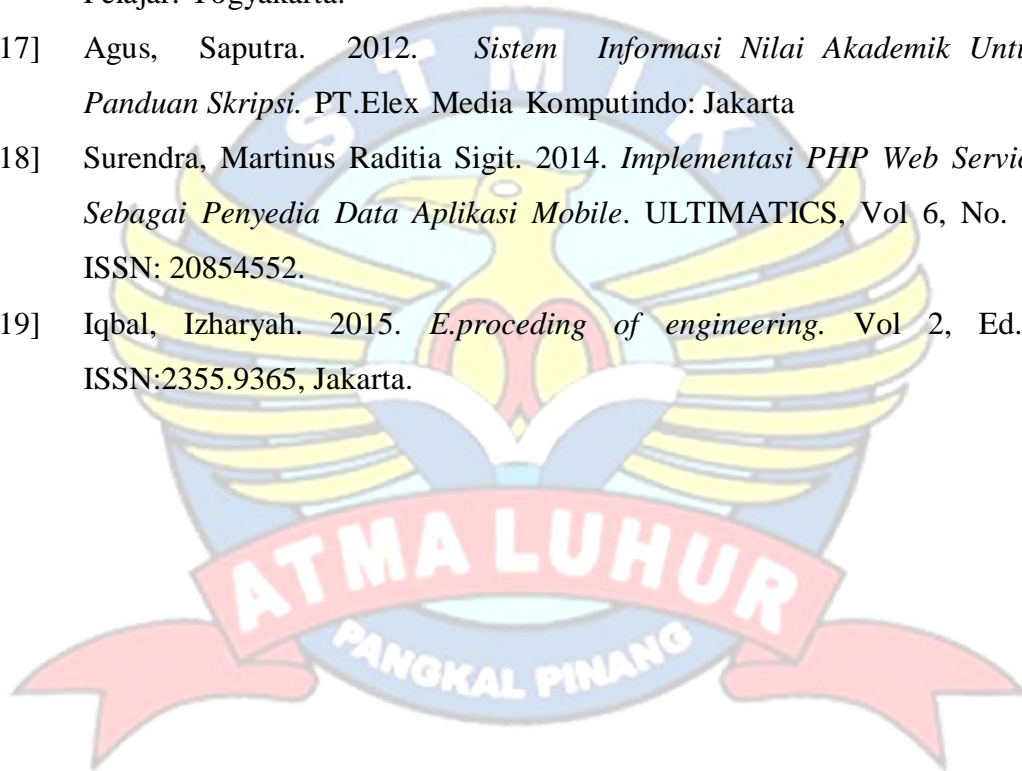 Pelajar. Yogyakarta.
17] Agus, Saputra. 2012. Sistem Informasi Nilai Akademik Untu
Panduan Skripsi. PT.Elex Media Komputindo: Jakarta
18] Surendra, Martinus Raditia Sigit. 2014. Implementasi PHP Web Servic
Sebagai Penyedia Data Aplikasi Mobile. ULTIMATICS, Vol 6, No.
ISSN: 20854552.
19] Iqbal, Izharyah. 2015. E.proceding of engineering. Vol 2, Ed.
ISSN:2355.9365, Jakarta.
STMIK
ATMA LUHUR
PANGKAL PINANG